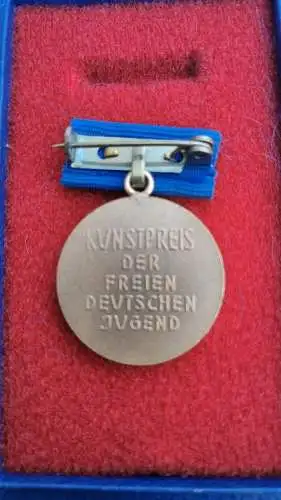 KUNSTPREIS
DER
FREIEN
DEUTSCHEN
JUGEND